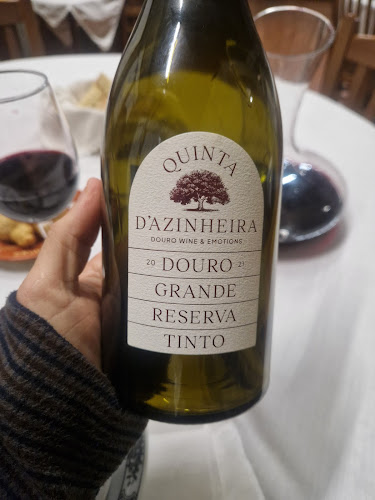 QUINTA
D'AZINHEIRA
DOURO WINE & EMOTIONS
20 DOURO 21
GRANDE
RESERVA
TINTO